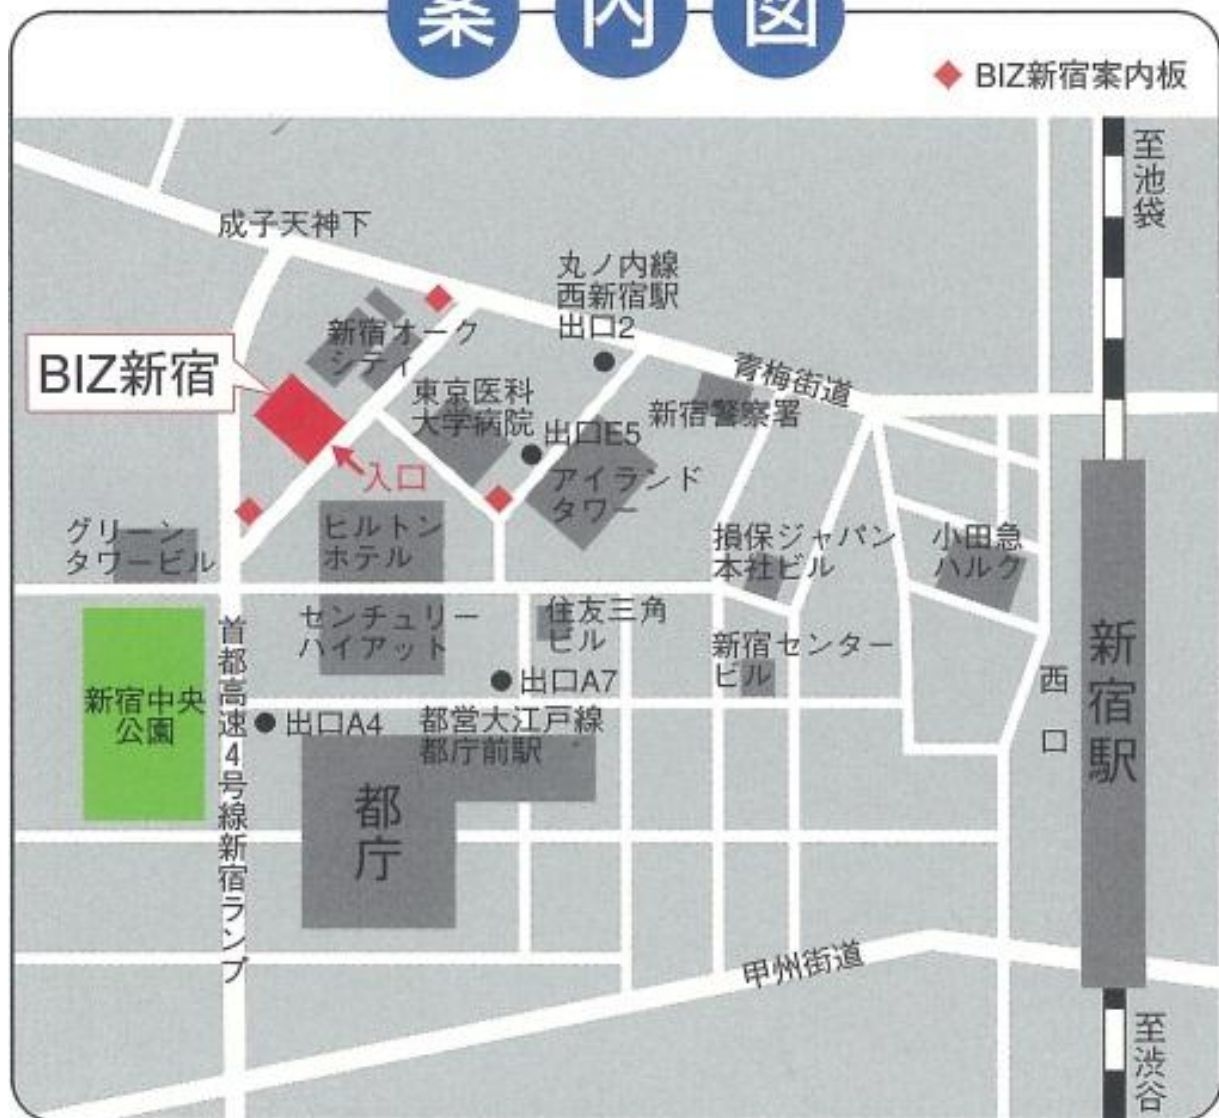 案内図
BIZ新宿案内板
至池袋
成子天神下
丸ノ内線
西新宿駅
出口2
新宿オーク
シティ
BIZ新宿
青梅街道
東京医科
大学病院
新宿警察署
出口E5
入口
アイランド
タワー
グリーン
タワービル
ヒルトン
ホテル
損保ジャパン
本社ビル
小田急
ハルク
センチュリー
ハイアット
住友三角
ビル
新宿センター
ビル
首都高速4号線新宿ランプ
新宿中央
公園
出口A7
西口
新宿駅
出口A4
都営大江戸線
都庁前駅
都庁
甲州街道
至渋谷